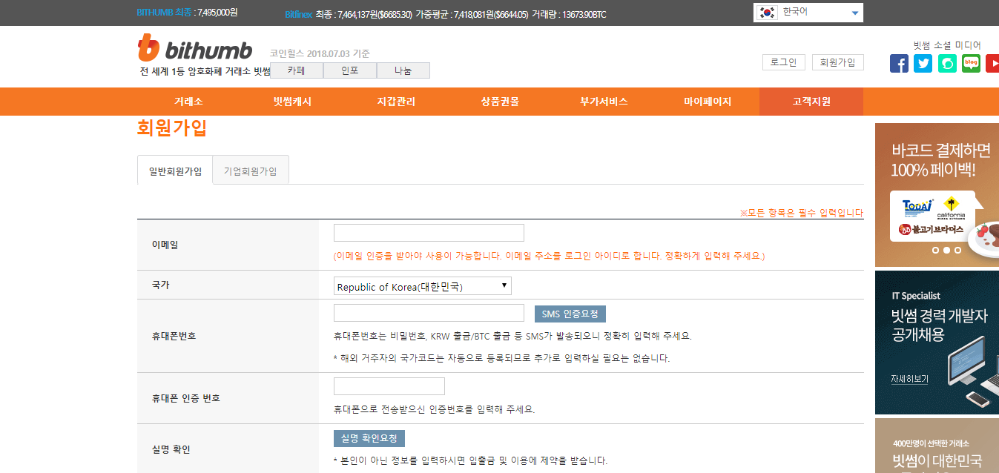 BITHUMB 최종 : 7,495,000원
Bitfinex 최종 : 7,464,137원($6685.30) 가중평균 : 7,418,081원($6644.05) 거래량 : 13673.90BTC
한국어
bithumb
코인힐스 2018.07.03 기준
전 세계 1등 암호화폐 거래소 빗썸
카페 인포 나눔
로그인 회원가입
빗썸 소셜 미디어
blog
거래소 빗썸캐시 지갑관리 상품권몰 부가서비스 마이페이지 고객지원
회원가입
일반회원가입 기업회원가입
※모든 항목은 필수 입력입니다
이메일
(이메일 인증을 받아야 사용이 가능합니다. 이메일 주소를 로그인 아이디로 합니다. 정확하게 입력해 주세요.)
국가
Republic of Korea(대한민국)
휴대폰번호
SMS 인증요청
휴대폰번호는 비밀번호, KRW 출금/BTC 출금 등 SMS가 발송되오니 정확히 입력해 주세요.
* 해외 거주자의 국가코드는 자동으로 등록되므로 추가로 입력하실 필요는 없습니다.
휴대폰 인증 번호
휴대폰으로 전송받으신 인증번호를 입력해 주세요.
실명 확인
실명 확인요청
* 본인이 아닌 정보를 입력하시면 입출금 및 이용에 제약을 받습니다.
바코드 결제하면
100% 페이백!
TODAI
california
PIZZA KITCHEN
불고기브라더스
IT Specialist
빗썸 경력 개발자
공개채용
자세히보기
400만명이 선택한 거래소
빗썸이 대한민국